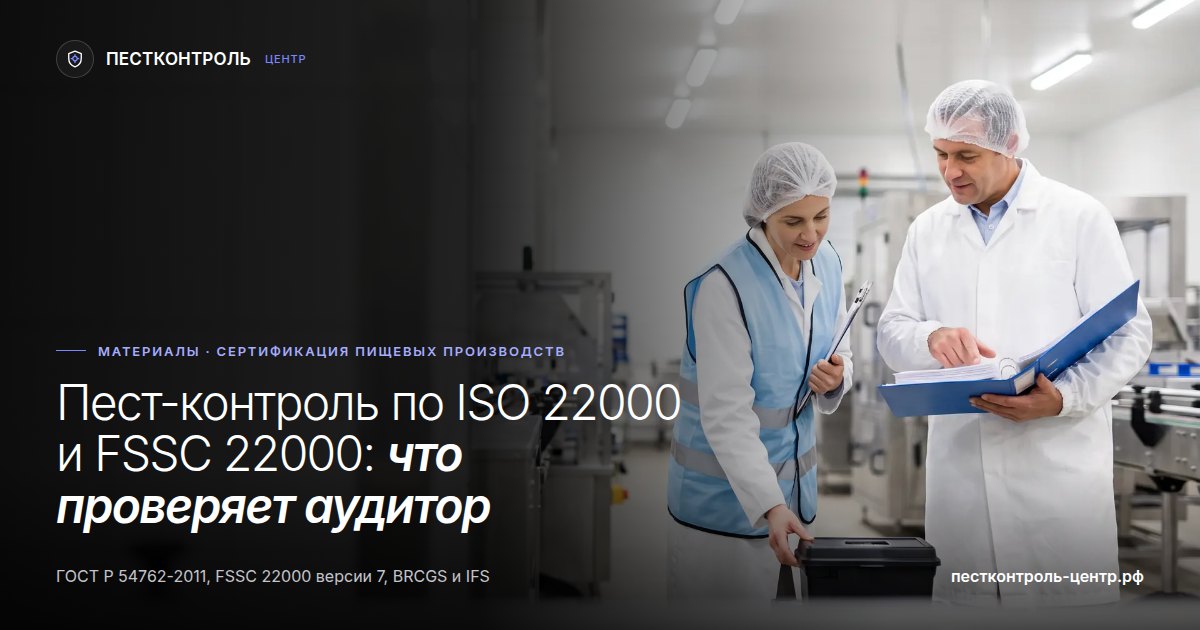 ПЕСТКОНТРОЛЬ ЦЕНТР
МАТЕРИАЛЫ · СЕРТИФИКАЦИЯ ПИЩЕВЫХ ПРОИЗВОДСТВ
Пест-контроль по ISO 22000
и FSSC 22000: что
проверяет аудитор
ГОСТ Р 54762-2011, FSSC 22000 версии 7, BRCGS и IFS
пестконтроль-центр.рф